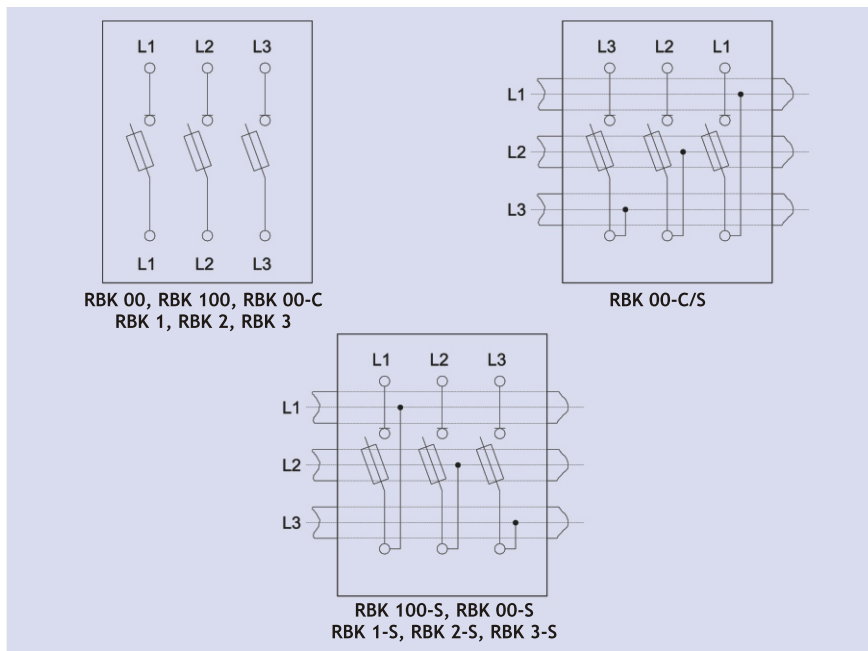 L1 L2 L3
L1 L2 L3
RBK 00, RBK 100, RBK 00-C
RBK 1, RBK 2, RBK 3
L3 L2 L1
L1
L2
L3
RBK 00-C/S
L1 L2 L3
L1
L2
L3
RBK 100-S, RBK 00-S
RBK 1-S, RBK 2-S, RBK 3-S